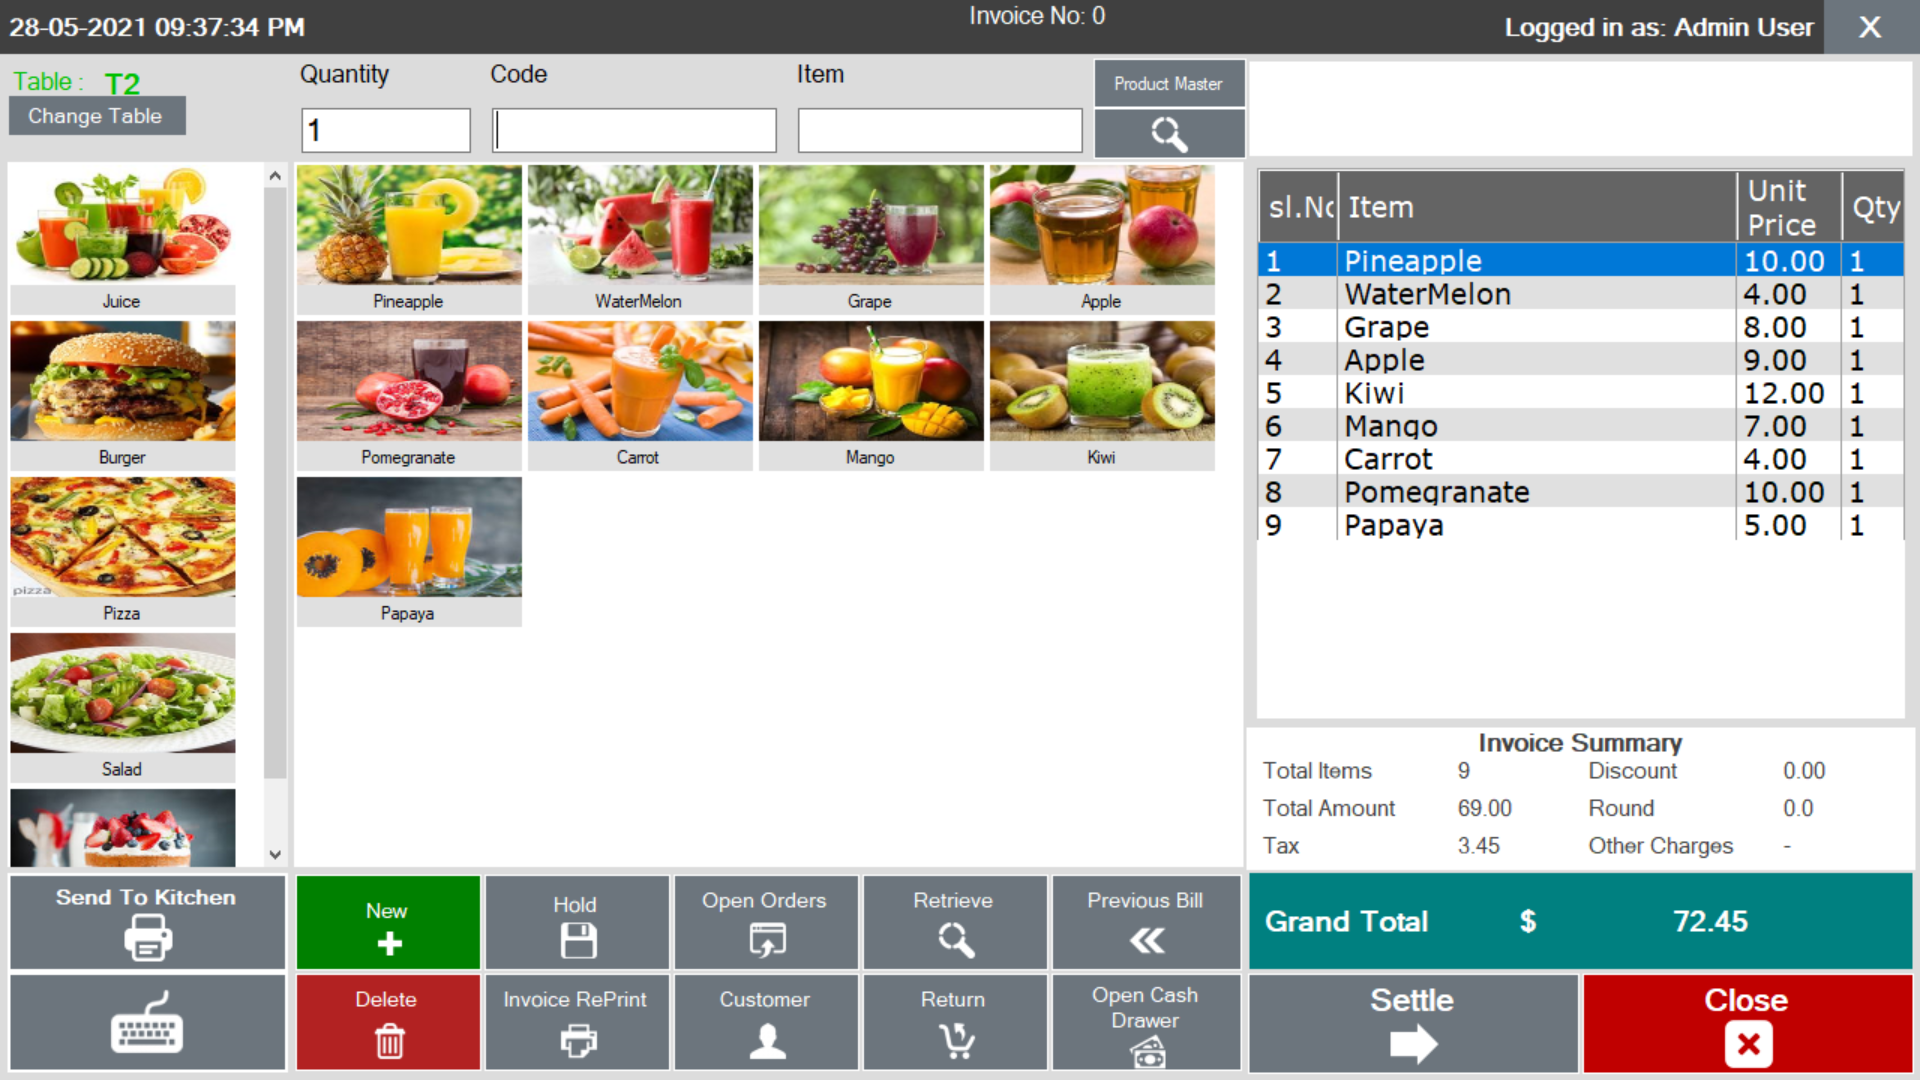 28-05-2021 09:37:34 PM
Invoice No: 0
Logged in as: Admin User
X
Table : T2
Change Table
Quantity
Code
Item
1
Product Master
Juice
Burger
pizza
Pizza
Salad
Pineapple
WaterMelon
Grape
Apple
Pomegranate
Carrot
Mango
Kiwi
Papaya
sl.No Item Unit Price Qty
1 Pineapple 10.00 1
2 WaterMelon 4.00 1
3 Grape 8.00 1
4 Apple 9.00 1
5 Kiwi 12.00 1
6 Mango 7.00 1
7 Carrot 4.00 1
8 Pomegranate 10.00 1
9 Papaya 5.00 1
Invoice Summary
Total Items 9 Discount 0.00
Total Amount 69.00 Round 0.0
Tax 3.45 Other Charges -
Grand Total $ 72.45
Send To Kitchen
New
Hold
Open Orders
Retrieve
Previous Bill
Delete
Invoice RePrint
Customer
Return
Open Cash
Drawer
Settle
Close